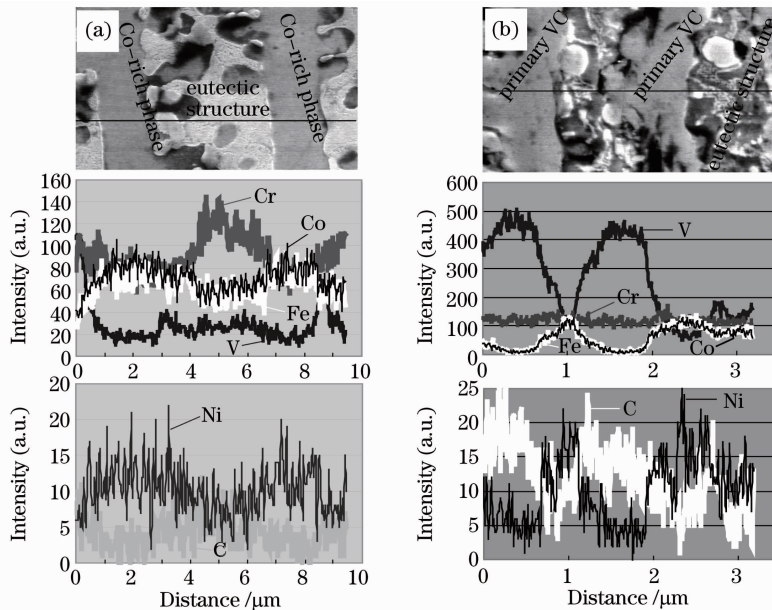 (a)
Co-rich phase
eutectic
structure
Co-rich phase
160
140
120
100
80
60
40
20
0
Intensity (a.u.)
Cr
Co
Fe
V
0
2
4
6
8
10
20
15
10
5
0
Intensity (a.u.)
Ni
C
0
2
4
6
8
10
Distance /μm
(b)
primary VC
primary VC
eutectic structure
600
500
400
300
200
100
0
Intensity (a.u.)
V
Cr
Fe
Co
0
1
2
3
25
20
15
10
5
0
Intensity (a.u.)
C
Ni
0
1
2
3
Distance /μm